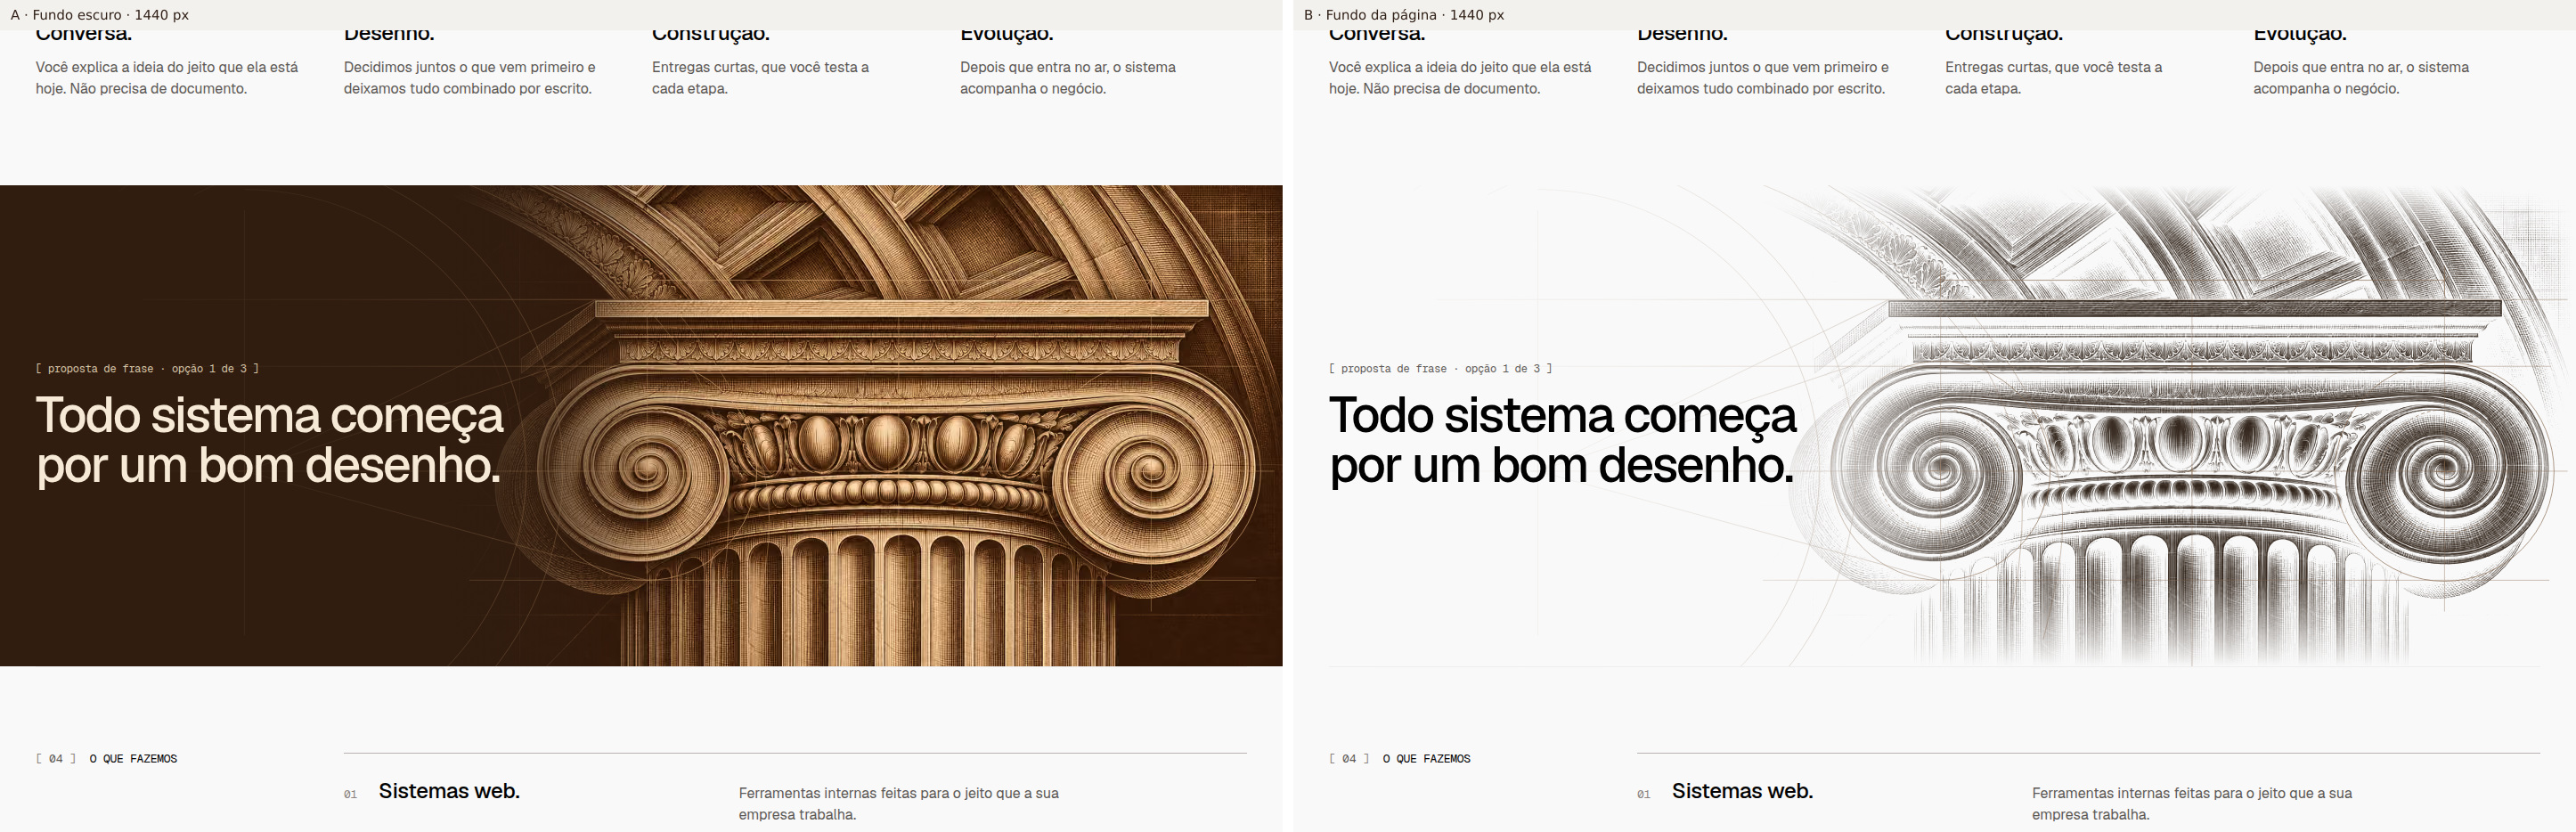 A · Fundo escuro · 1440 px
Conversa.
Desenho.
Construção.
Evolução.
Você explica a ideia do jeito que ela está
hoje. Não precisa de documento.
Decidimos juntos o que vem primeiro e
deixamos tudo combinado por escrito.
Entregas curtas, que você testa a
cada etapa.
Depois que entra no ar, o sistema
acompanha o negócio.
[ proposta de frase · opção 1 de 3 ]
Todo sistema começa
por um bom desenho.
[ 04 ] O QUE FAZEMOS
01 Sistemas web.
Ferramentas internas feitas para o jeito que a sua
empresa trabalha.
B · Fundo da página · 1440 px
Conversa.
Desenho.
Construção.
Evolução.
Você explica a ideia do jeito que ela está
hoje. Não precisa de documento.
Decidimos juntos o que vem primeiro e
deixamos tudo combinado por escrito.
Entregas curtas, que você testa a
cada etapa.
Depois que entra no ar, o sistema
acompanha o negócio.
[ proposta de frase · opção 1 de 3 ]
Todo sistema começa
por um bom desenho.
[ 04 ] O QUE FAZEMOS
01 Sistemas web.
Ferramentas internas feitas para o jeito que a sua
empresa trabalha.